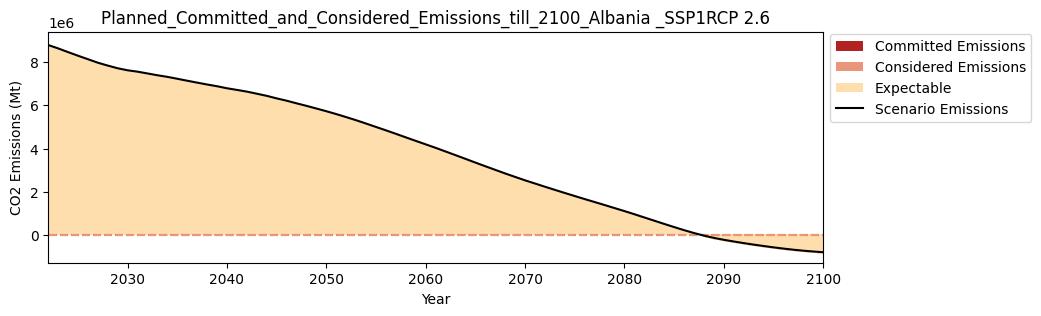 Planned_Committed_and_Considered_Emissions_till_2100_Albania _SSP1RCP 2.6
1e6
8
6
4
2
0
CO2 Emissions (Mt)
2030 2040 2050 2060 2070 2080 2090 2100
Year
Committed Emissions
Considered Emissions
Expectable
Scenario Emissions